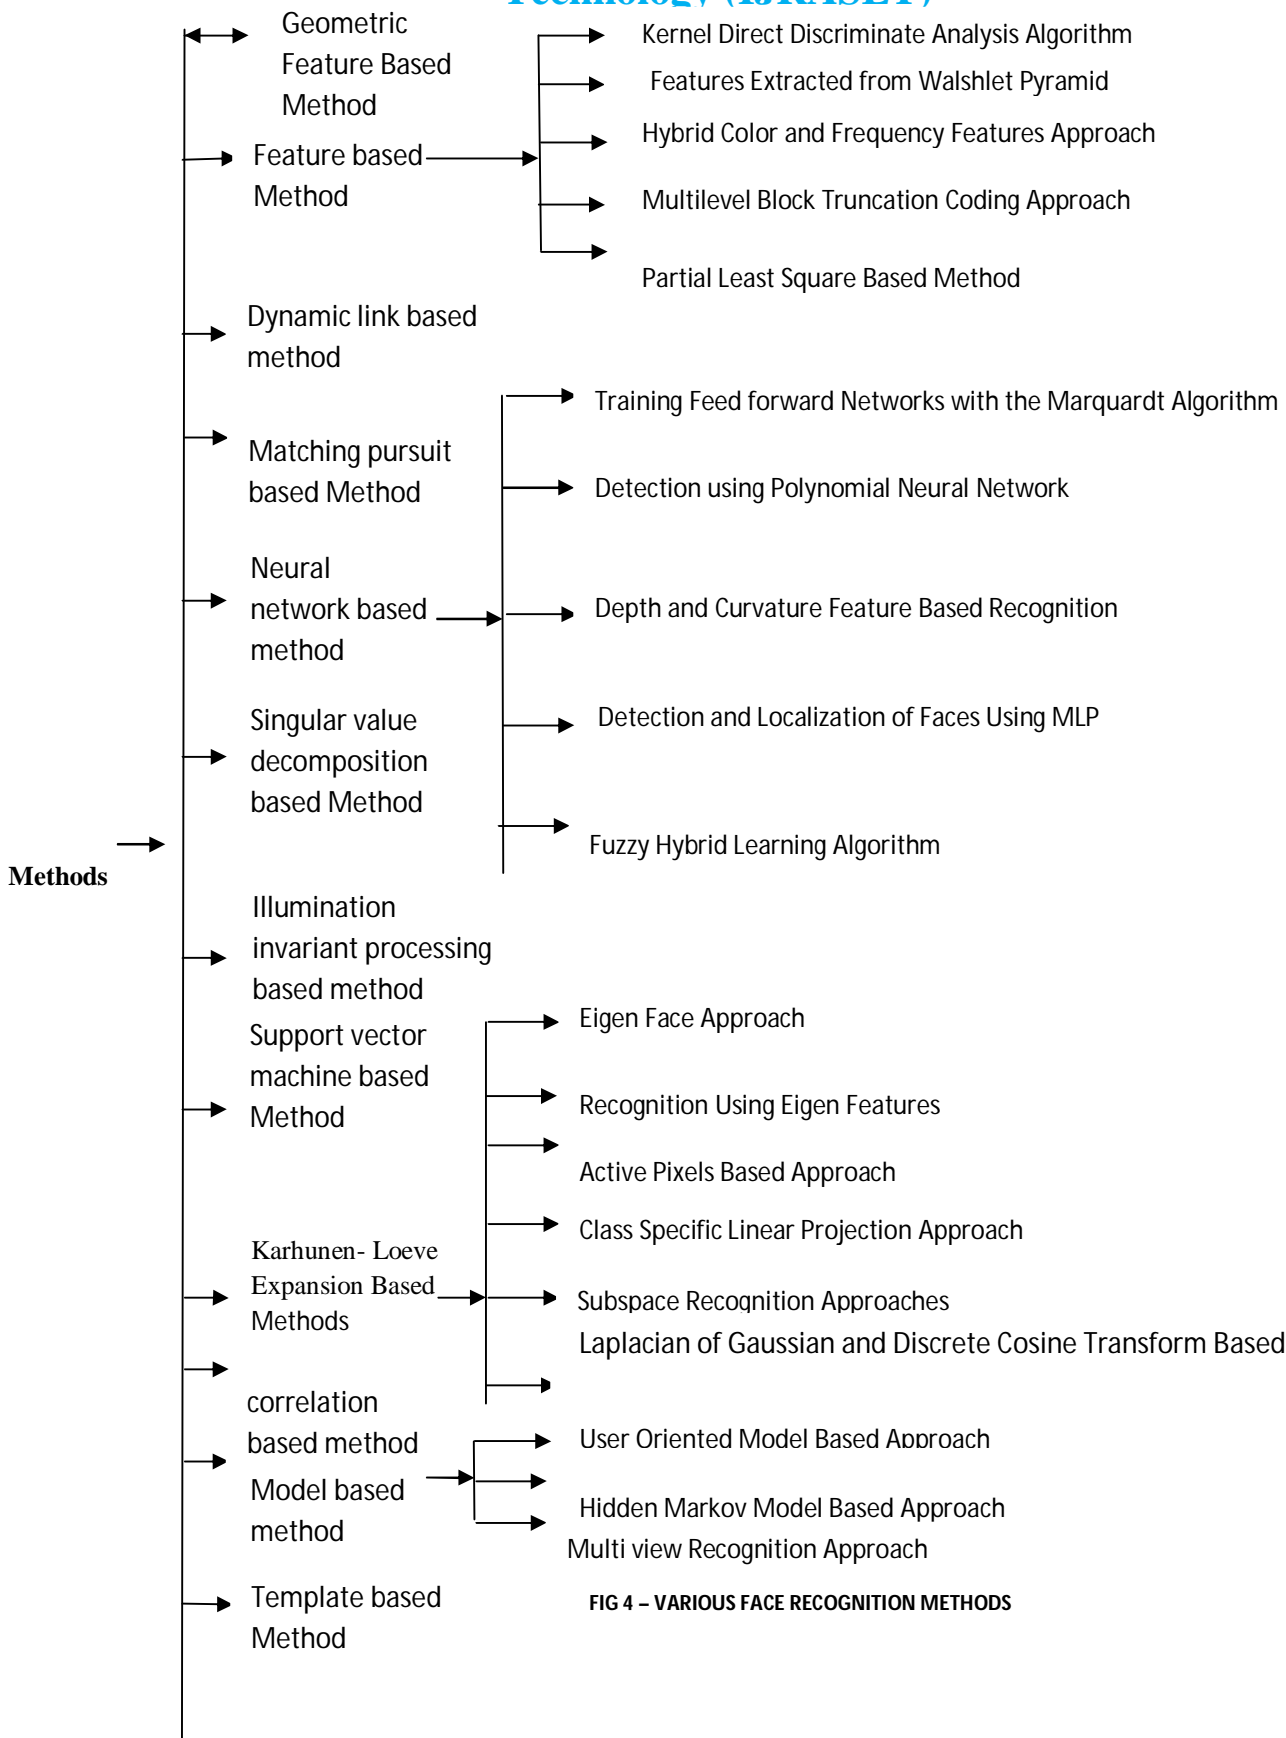 Technology (IJRASET)
Geometric
Feature Based
Method
Kernel Direct Discriminate Analysis Algorithm
Features Extracted from Walshlet Pyramid
Hybrid Color and Frequency Features Approach
Feature based
Method
Multilevel Block Truncation Coding Approach
Partial Least Square Based Method
Dynamic link based
method
Training Feed forward Networks with the Marquardt Algorithm
Matching pursuit
based Method
Detection using Polynomial Neural Network
Neural
network based
method
Depth and Curvature Feature Based Recognition
Singular value
decomposition
based Method
Detection and Localization of Faces Using MLP
Fuzzy Hybrid Learning Algorithm
Methods
Illumination
invariant processing
based method
Support vector
machine based
Method
Eigen Face Approach
Recognition Using Eigen Features
Active Pixels Based Approach
Class Specific Linear Projection Approach
Karhunen- Loeve
Expansion Based
Methods
Subspace Recognition Approaches
Laplacian of Gaussian and Discrete Cosine Transform Based
correlation
based method
User Oriented Model Based Approach
Model based
method
Hidden Markov Model Based Approach
Multi view Recognition Approach
Template based
Method
FIG 4 – VARIOUS FACE RECOGNITION METHODS